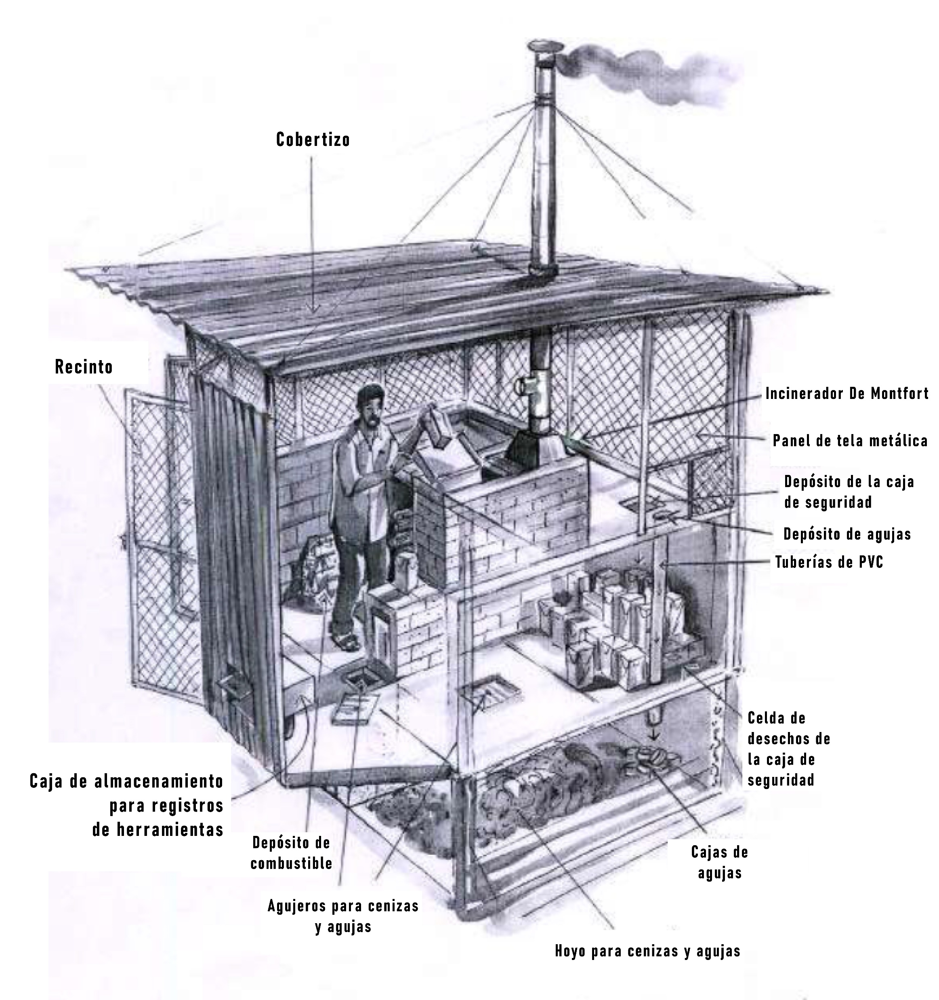 Cobertizo
Recinto
Incinerador De Montfort
Panel de tela metálica
Depósito de la caja
de seguridad
Depósito de agujas
Tuberías de PVC
Celda de
desechos de
la caja de
seguridad
Caja de almacenamiento
para registros
de herramientas
Depósito de
combustible
Cajas de
agujas
Agujeros para cenizas
y agujas
Hoyo para cenizas y agujas